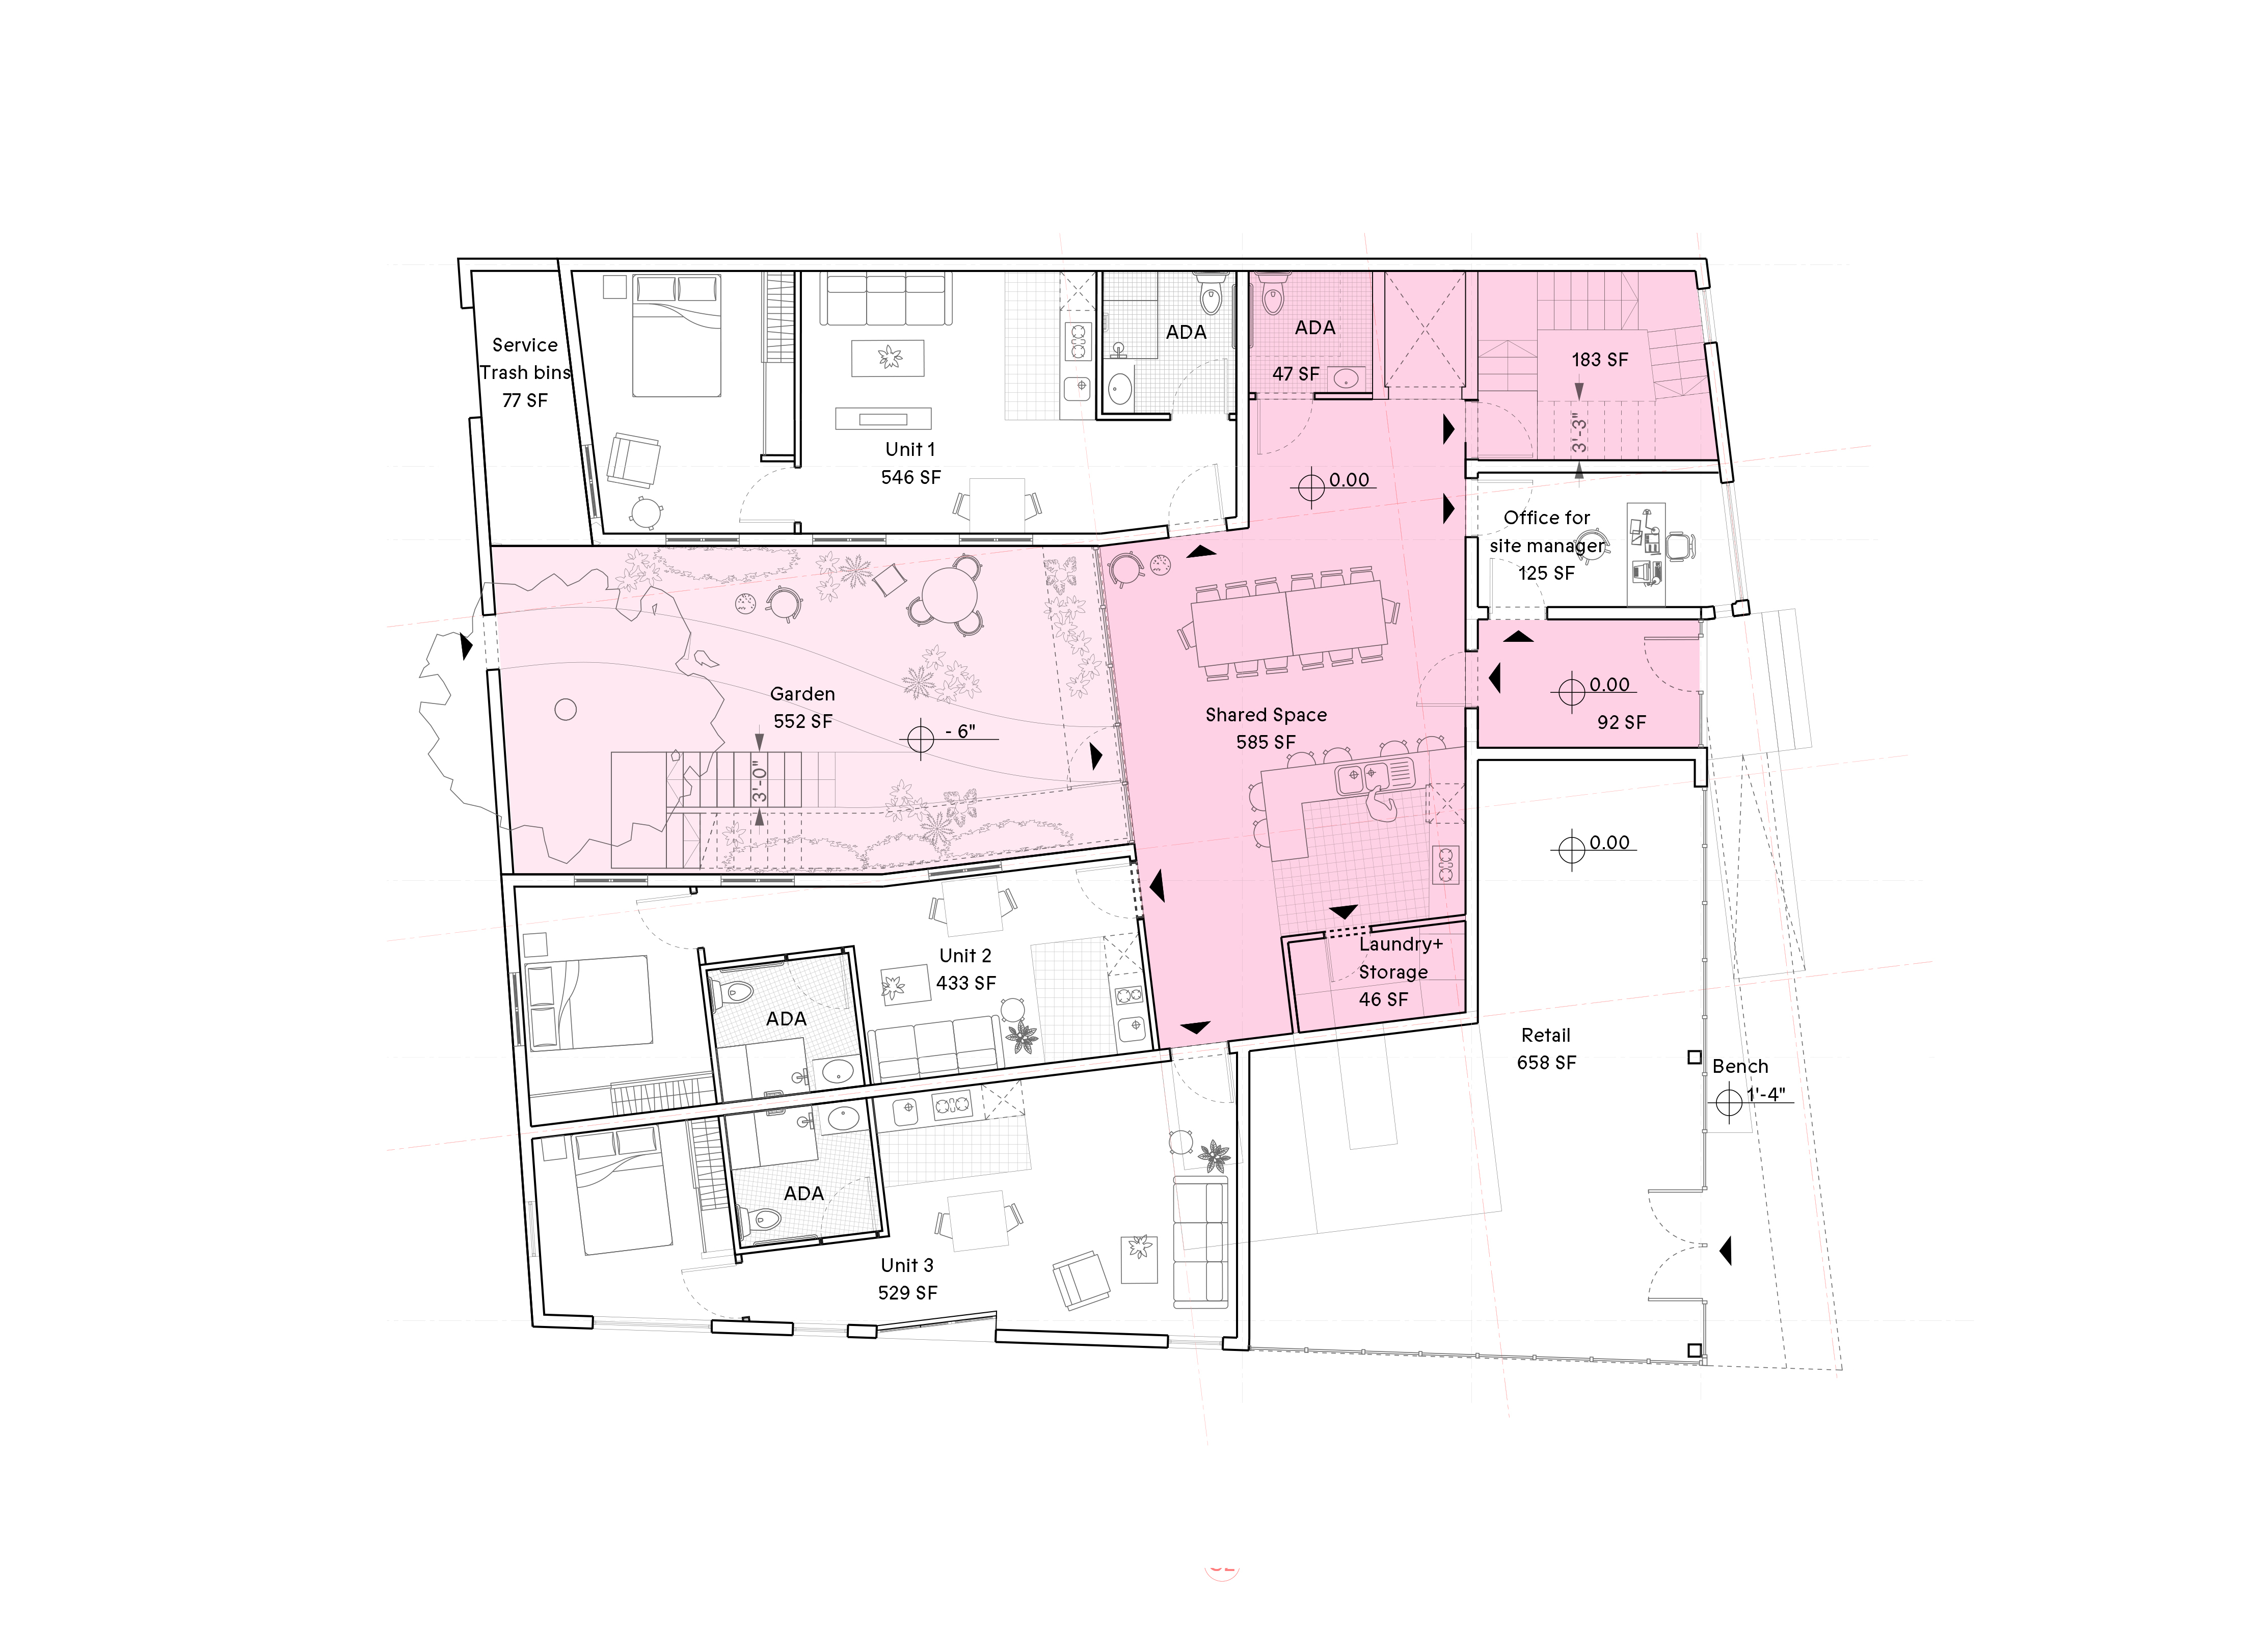 Service
Trash bins
77 SF
Unit 1
546 SF
ADA
ADA
47 SF
183 SF
3'-3"
0.00
Office for
site manager
125 SF
Garden
552 SF
- 6"
3'-0"
Shared Space
585 SF
0.00
92 SF
0.00
Unit 2
433 SF
ADA
Laundry+
Storage
46 SF
Retail
658 SF
Bench
1'-4"
ADA
Unit 3
529 SF